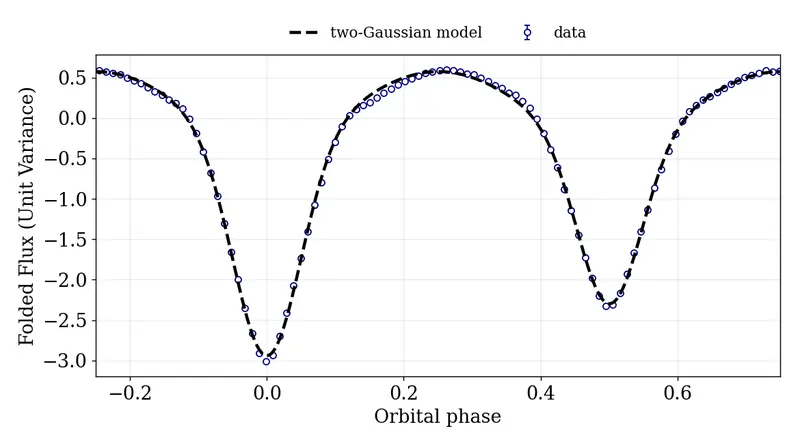 two-Gaussian model data
0.5
0.0
−0.5
−1.0
−1.5
−2.0
−2.5
−3.0
Folded Flux (Unit Variance)
−0.2 0.0 0.2 0.4 0.6
Orbital phase